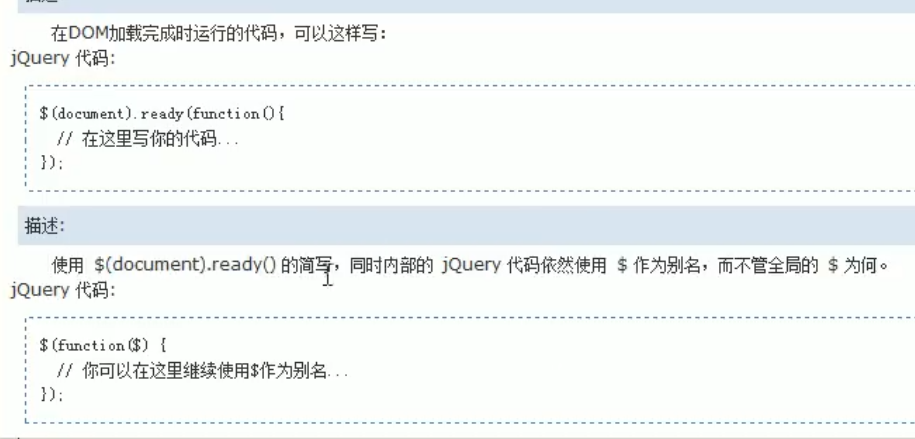 描述:
在DOM加载完成时运行的代码，可以这样写：
jQuery 代码:
$(document).ready(function(){
// 在这里写你的代码...
});
描述:
使用 $(document).ready() 的简写，同时内部的 jQuery 代码依然使用 $ 作为别名，而不管全局的 $ 为何。
jQuery 代码:
$(function($) {
// 你可以在这里继续使用$作为别名...
});